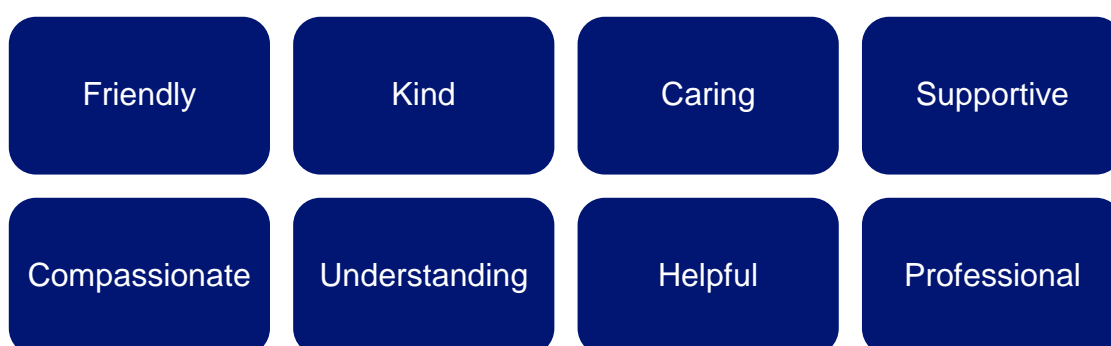 Friendly Kind Caring Supportive
Compassionate Understanding Helpful Professional